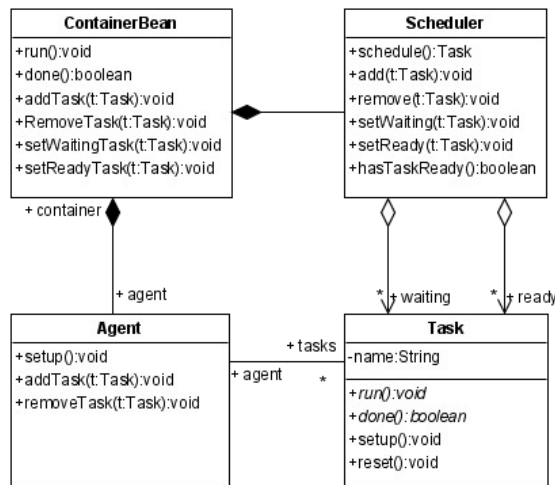 ContainerBean
+run():void
+done():boolean
+addTask(t:Task):void
+RemoveTask(t:Task):void
+setWaitingTask(t:Task):void
+setReadyTask(t:Task):void
Scheduler
+schedule():Task
+add(t:Task):void
+remove(t:Task):void
+setWaiting(t:Task):void
+setReady(t:Task):void
+hasTaskReady():boolean
+ container
+ agent
* + waiting
* + ready
Agent
+setup():void
+addTask(t:Task):void
+removeTask(t:Task):void
+ tasks
+ agent
*
Task
-name:String
+run():void
+done():boolean
+setup():void
+reset():void